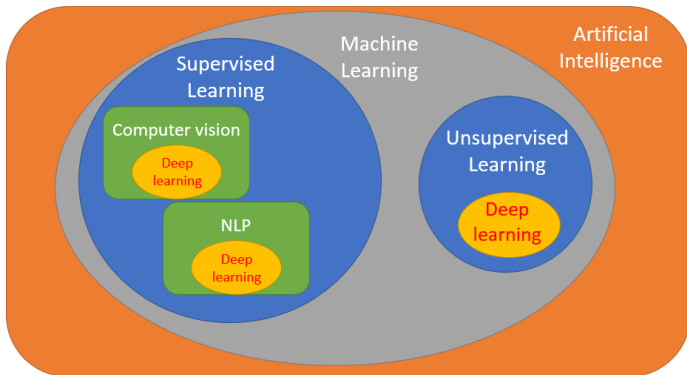 Artificial
Intelligence
Machine
Learning
Supervised
Learning
Computer vision
Deep
learning
NLP
Deep
learning
Unsupervised
Learning
Deep
learning